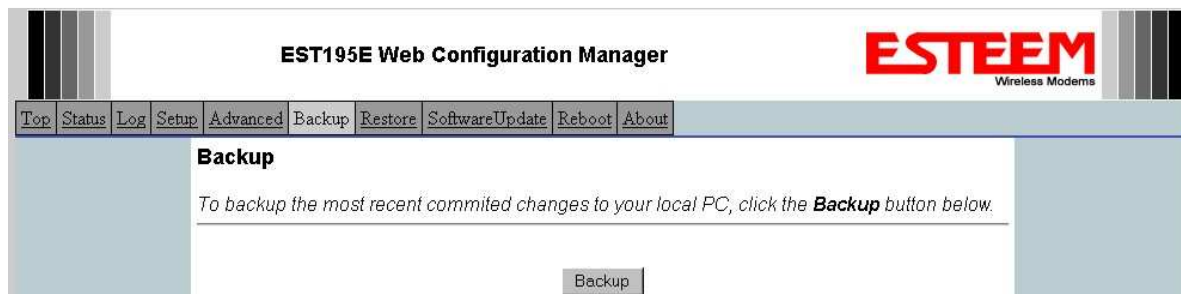 EST195E Web Configuration Manager
ESTEEM
Wireless Modems
Top Status Log Setup Advanced Backup Restore SoftwareUpdate Reboot About
Backup
To backup the most recent commited changes to your local PC, click the Backup button below.
Backup